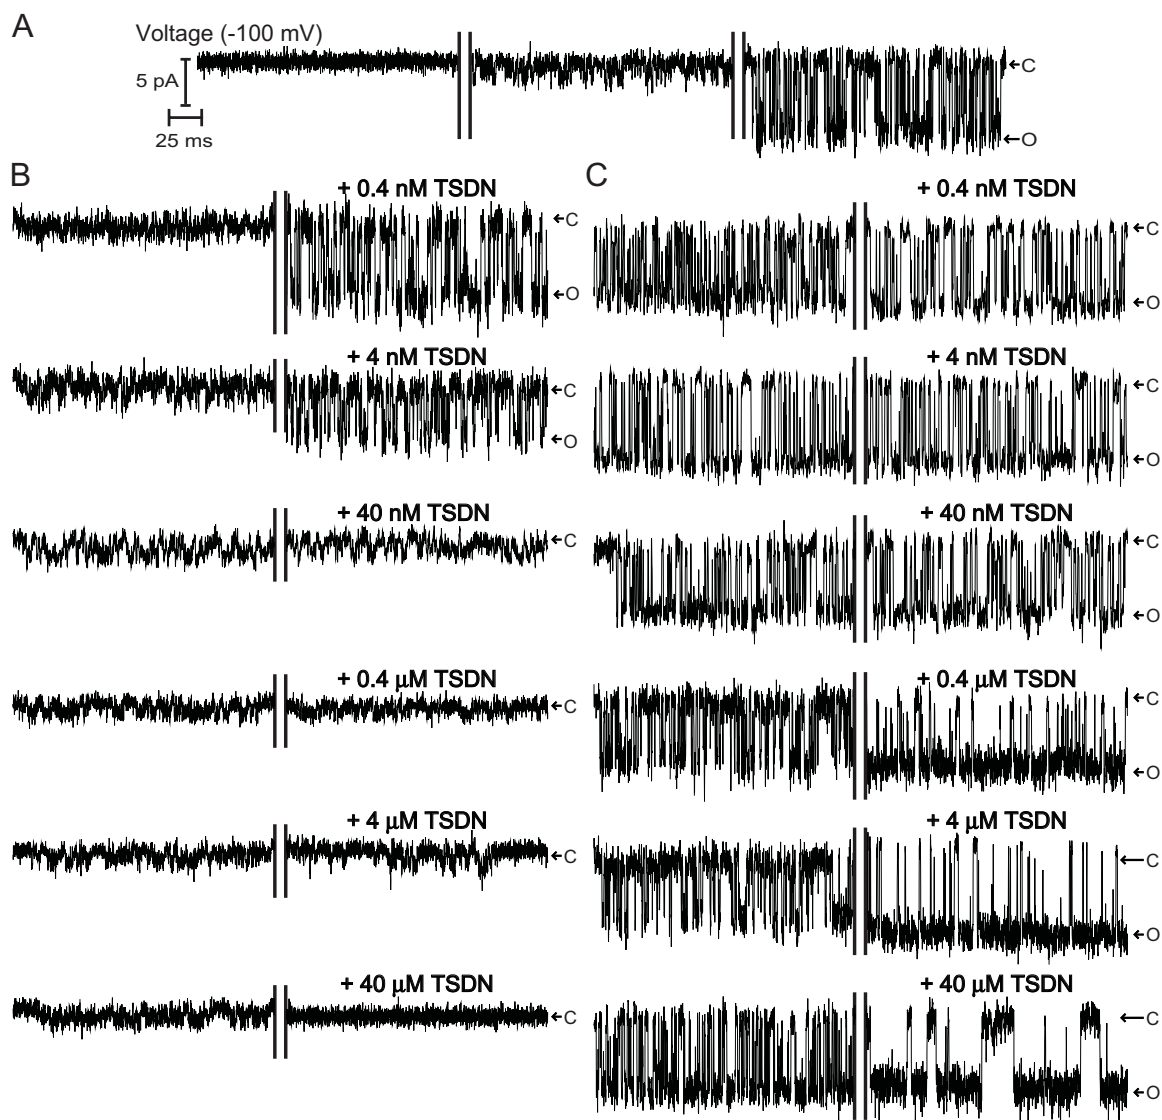 A
Voltage (-100 mV)
5 pA
25 ms
←C
←O
B
C
+ 0.4 nM TSDN
←C
←O
+ 0.4 nM TSDN
←C
←O
+ 4 nM TSDN
←C
←O
+ 4 nM TSDN
←C
←O
+ 40 nM TSDN
←C
+ 40 nM TSDN
←C
←O
+ 0.4 µM TSDN
←C
+ 0.4 µM TSDN
←C
←O
+ 4 µM TSDN
←C
+ 4 µM TSDN
←C
←O
+ 40 µM TSDN
←C
+ 40 µM TSDN
←C
←O